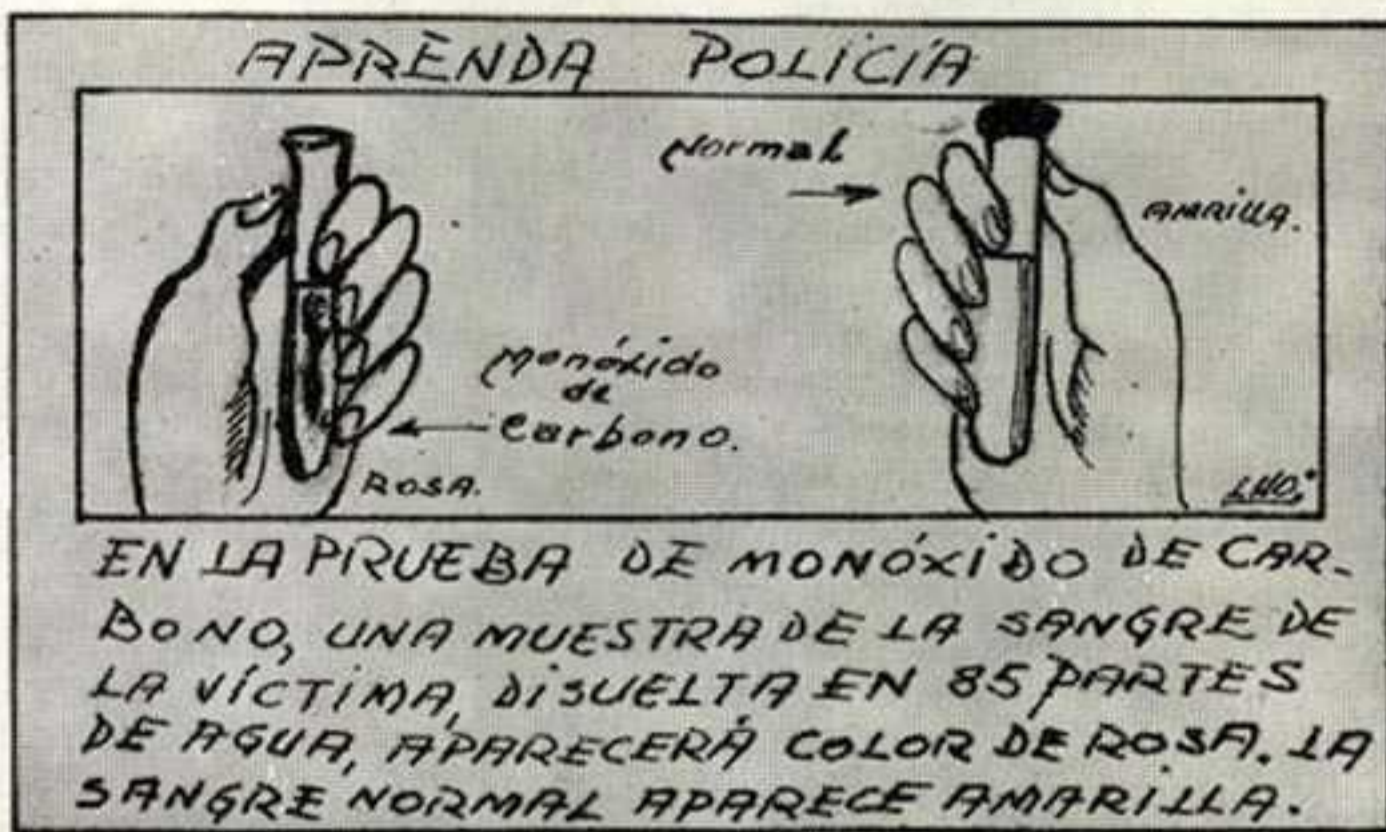 APRENDA POLICÍA
Normal
AMRILLA.
Monóxido
de
Carbono.
ROSA.
LHO.
EN LA PRUEBA DE MONÓXIDO DE CAR-
BONO, UNA MUESTRA DE LA SANGRE DE
LA VÍCTIMA, DISUELTA EN 85 PARTES
DE AGUA, APARECERÁ COLOR DE ROSA. LA
SANGRE NORMAL APARECE AMARILLA.